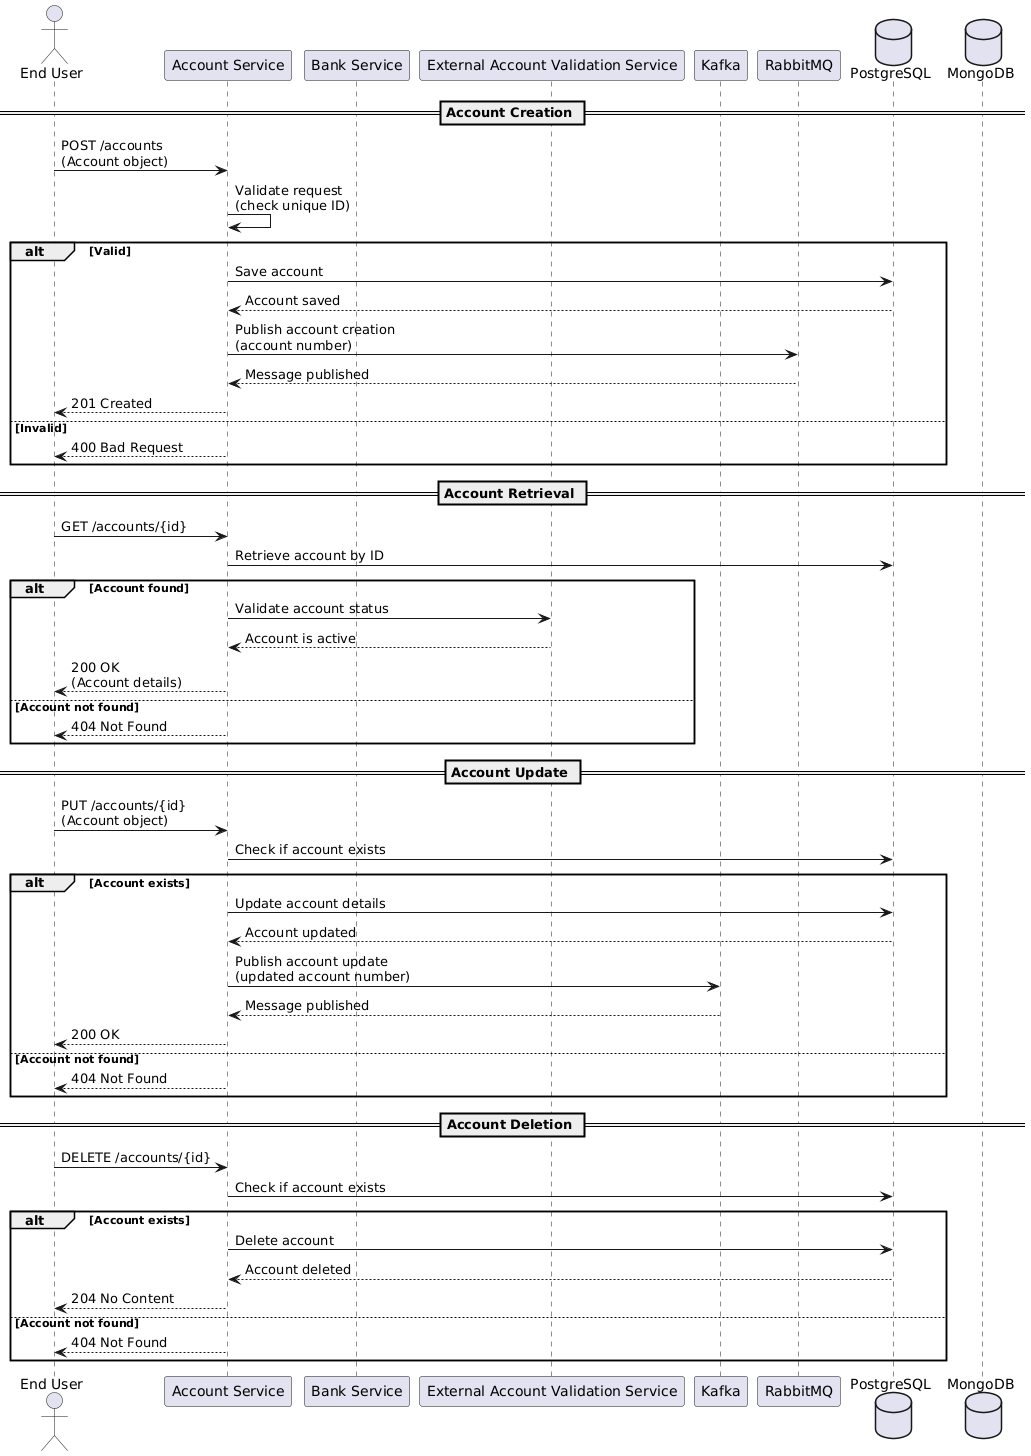 End User
Account Service
Bank Service
External Account Validation Service
Kafka
RabbitMQ
PostgreSQL
MongoDB
Account Creation
POST /accounts
(Account object)
Validate request
(check unique ID)
alt
[Valid]
Save account
Account saved
Publish account creation
(account number)
Message published
201 Created
[Invalid]
400 Bad Request
Account Retrieval
GET /accounts/{id}
Retrieve account by ID
alt
[Account found]
Validate account status
Account is active
200 OK
(Account details)
[Account not found]
404 Not Found
Account Update
PUT /accounts/{id}
(Account object)
Check if account exists
alt
[Account exists]
Update account details
Account updated
Publish account update
(updated account number)
Message published
200 OK
[Account not found]
404 Not Found
Account Deletion
DELETE /accounts/{id}
Check if account exists
alt
[Account exists]
Delete account
Account deleted
204 No Content
[Account not found]
404 Not Found
End User
Account Service
Bank Service
External Account Validation Service
Kafka
RabbitMQ
PostgreSQL
MongoDB